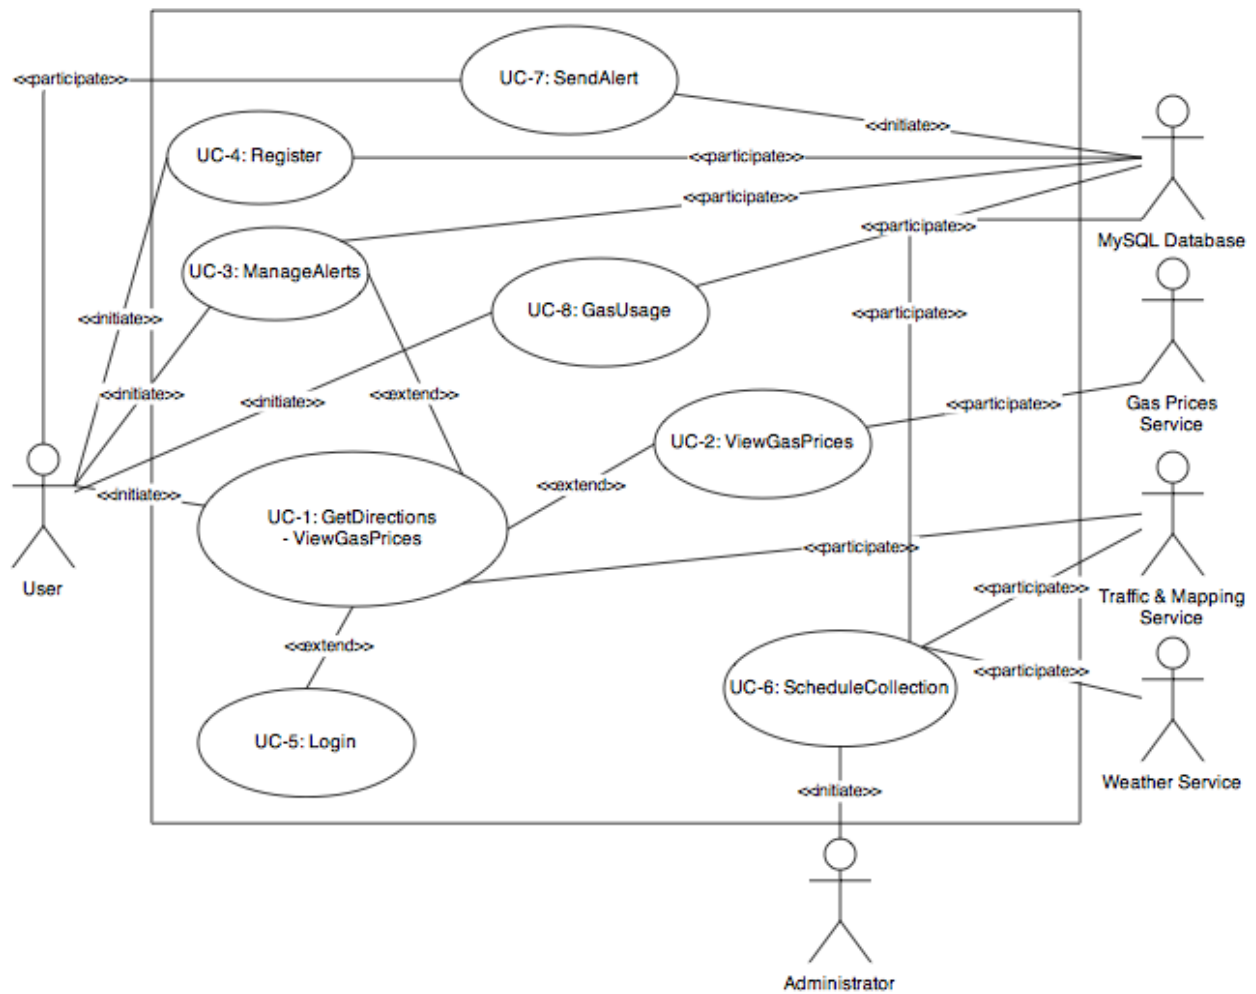 <<participate>>
UC-7: SendAlert
<<initiate>>
UC-4: Register
<<participate>>
<<participate>>
<<participate>>
MySQL Database
UC-3: ManageAlerts
UC-8: GasUsage
<<initiate>>
<<participate>>
<<initiate>>
<<initiate>>
<<extend>>
<<participate>>
Gas Prices
Service
UC-2: ViewGasPrices
<<initiate>>
<<extend>>
UC-1: GetDirections
- ViewGasPrices
<<participate>>
User
<<participate>>
Traffic & Mapping
Service
<<extend>>
<<participate>>
UC-6: ScheduleCollection
UC-5: Login
Weather Service
<<initiate>>
Administrator